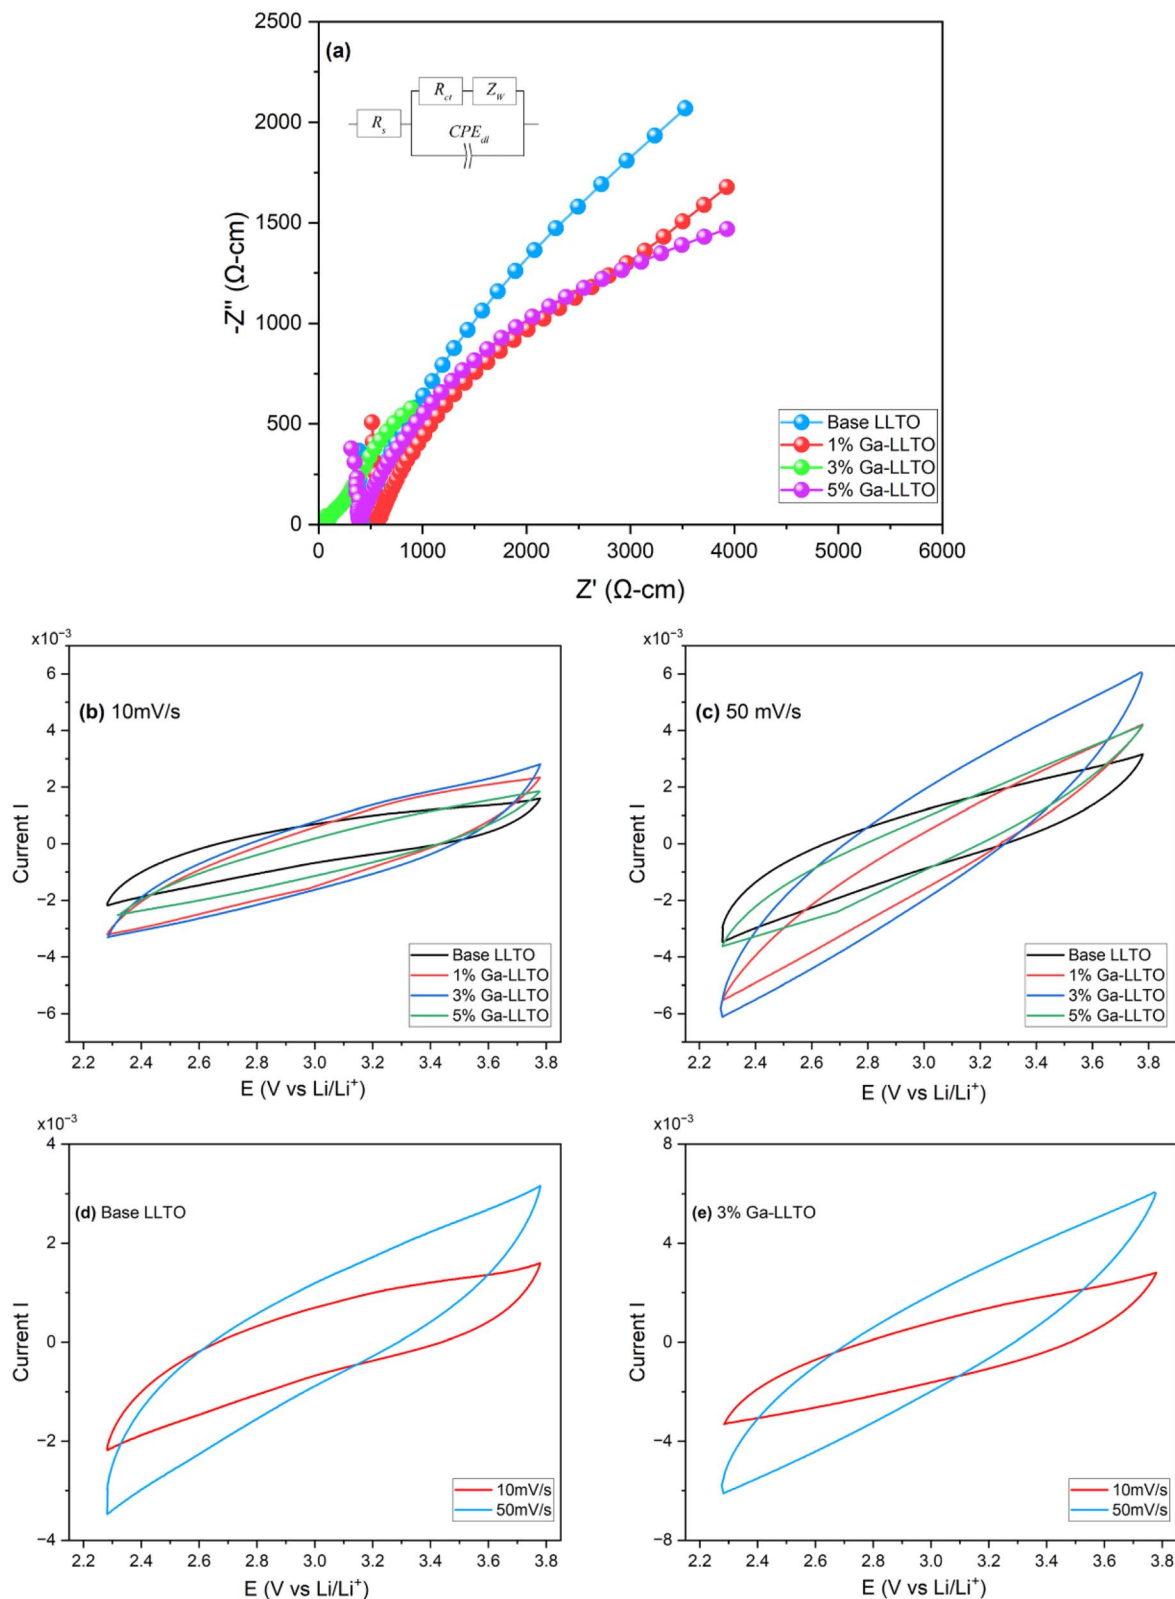 (a)
2500
2000
1500
1000
500
0
-Z'' (Ω-cm)
R_s
R_ct
Z_W
CPE_dl
Base LLTO
1% Ga-LLTO
3% Ga-LLTO
5% Ga-LLTO
0 1000 2000 3000 4000 5000 6000
Z' (Ω-cm)
x10⁻³
6
4
2
0
−2
−4
−6
Current I
(b) 10mV/s
Base LLTO
1% Ga-LLTO
3% Ga-LLTO
5% Ga-LLTO
2.2 2.4 2.6 2.8 3.0 3.2 3.4 3.6 3.8
E (V vs Li/Li⁺)
x10⁻³
6
4
2
0
−2
−4
−6
Current I
(c) 50 mV/s
Base LLTO
1% Ga-LLTO
3% Ga-LLTO
5% Ga-LLTO
2.2 2.4 2.6 2.8 3.0 3.2 3.4 3.6 3.8
E (V vs Li/Li⁺)
x10⁻³
4
2
0
−2
−4
Current I
(d) Base LLTO
10mV/s
50mV/s
2.2 2.4 2.6 2.8 3.0 3.2 3.4 3.6 3.8
E (V vs Li/Li⁺)
x10⁻³
8
4
0
−4
−8
Current I
(e) 3% Ga-LLTO
10mV/s
50mV/s
2.2 2.4 2.6 2.8 3.0 3.2 3.4 3.6 3.8
E (V vs Li/Li⁺)